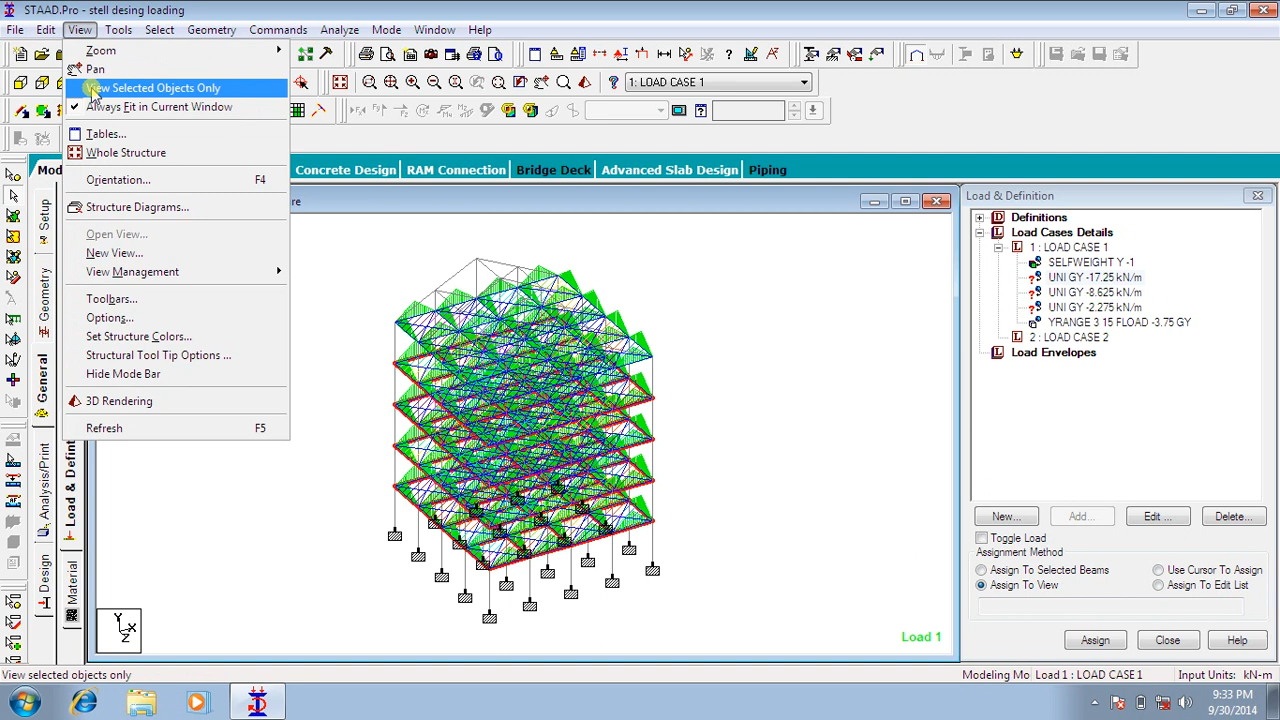 STAAD.Pro - stell desing loading
File Edit View Tools Select Geometry Commands Analyze Mode Window Help
Zoom
Pan
View Selected Objects Only
Always Fit in Current Window
Tables...
Whole Structure
Orientation... F4
Structure Diagrams...
Open View...
New View...
View Management
Toolbars...
Options...
Set Structure Colors...
Structural Tool Tip Options ...
Hide Mode Bar
3D Rendering
Refresh F5
1: LOAD CASE 1
Concrete Design RAM Connection Bridge Deck Advanced Slab Design Piping
Setup
Geometry
General
Analysis/Print
Design
Material
Load & Definition
Load Cases Details
Definitions
1 : LOAD CASE 1
SELFWEIGHT Y -1
UNI GY -17.25 kN/m
UNI GY -8.625 kN/m
UNI GY -2.275 kN/m
YRANGE 3 15 FLOAD -3.75 GY
2 : LOAD CASE 2
Load Envelopes
New... Add... Edit ... Delete...
Toggle Load
Assignment Method
Assign To Selected Beams Use Cursor To Assign
Assign To View Assign To Edit List
Assign Close Help
Y
X
Z
Load 1
View selected objects only
Modeling Mo Load 1 : LOAD CASE 1 Input Units: kN-m
9:33 PM
9/30/2014